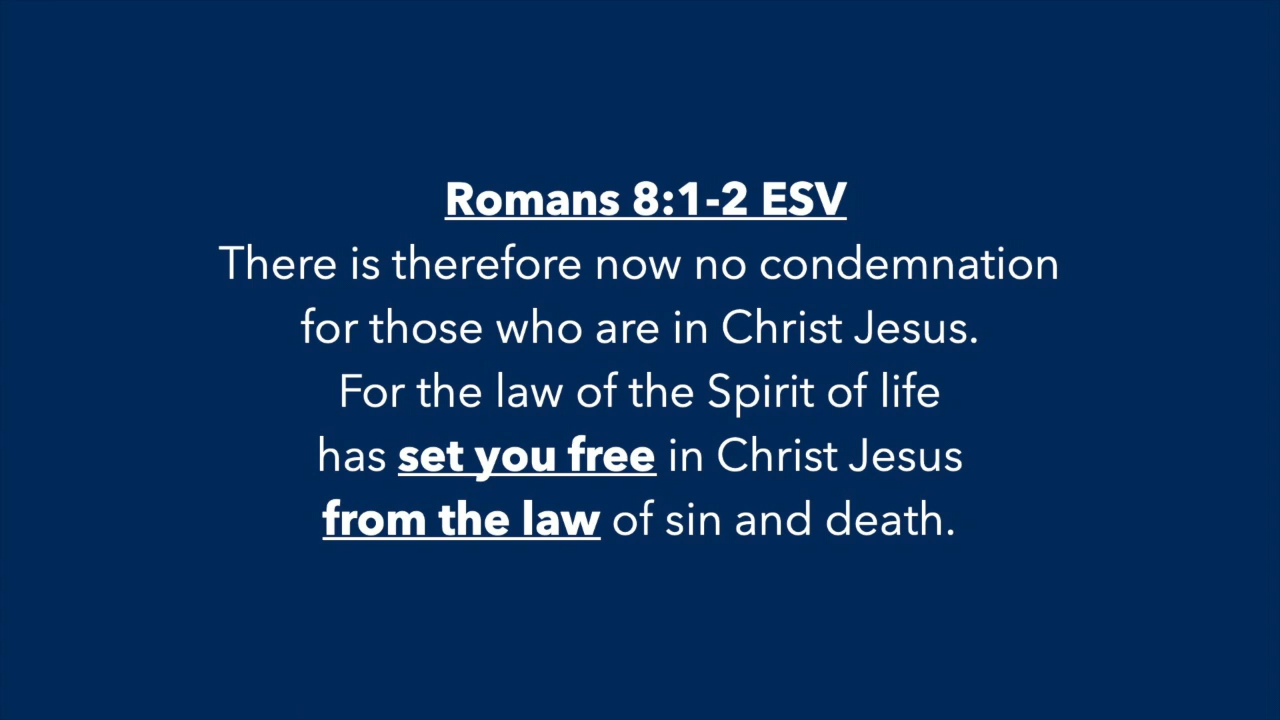 Romans 8:1-2 ESV
There is therefore now no condemnation
for those who are in Christ Jesus.
For the law of the Spirit of life
has set you free in Christ Jesus
from the law of sin and death.